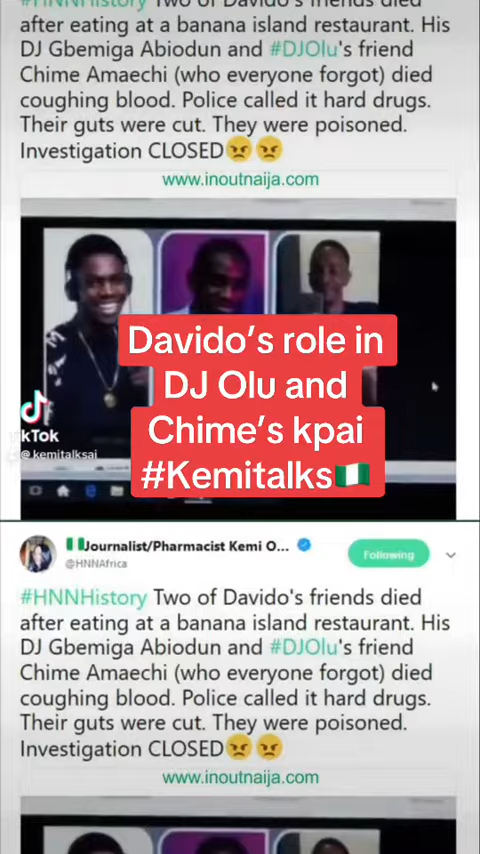 #HNNHistory Two of Davido's friends died
after eating at a banana island restaurant. His
DJ Gbemiga Abiodun and #DJOlu's friend
Chime Amaechi (who everyone forgot) died
coughing blood. Police called it hard drugs.
Their guts were cut. They were poisoned.
Investigation CLOSED😠😠
www.inoutnaija.com
Davido's role in
DJ Olu and
Chime's kpai
#Kemitalks🇳🇬
kTok
@kemitalksai
🇳🇬Journalist/Pharmacist Kemi O...
Following
@HNNAfrica
#HNNHistory Two of Davido's friends died
after eating at a banana island restaurant. His
DJ Gbemiga Abiodun and #DJOlu's friend
Chime Amaechi (who everyone forgot) died
coughing blood. Police called it hard drugs.
Their guts were cut. They were poisoned.
Investigation CLOSED😠😠
www.inoutnaija.com